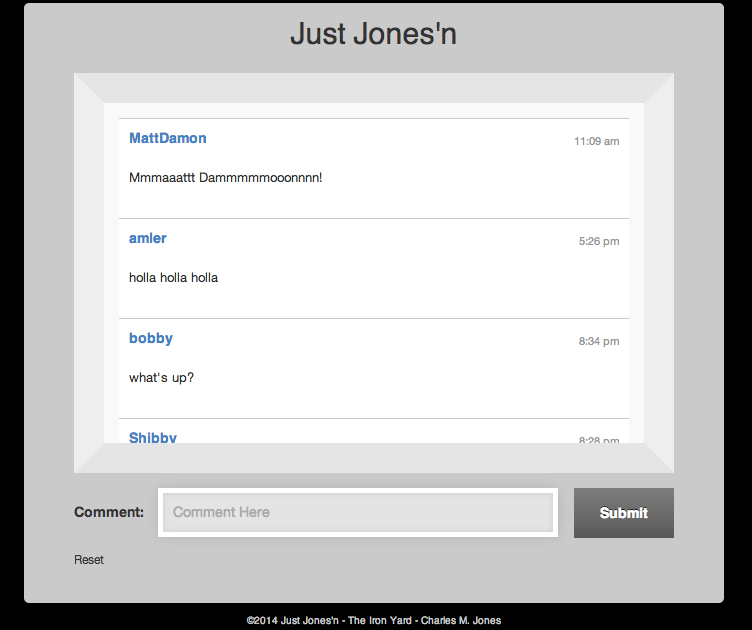 Just Jones'n
MattDamon 11:09 am
Mmmaaattt Dammmmmooonnnn!
amler 5:26 pm
holla holla holla
bobby 8:34 pm
what's up?
Shibby 8:28 pm
Comment: Comment Here Submit
Reset
©2014 Just Jones'n - The Iron Yard - Charles M. Jones